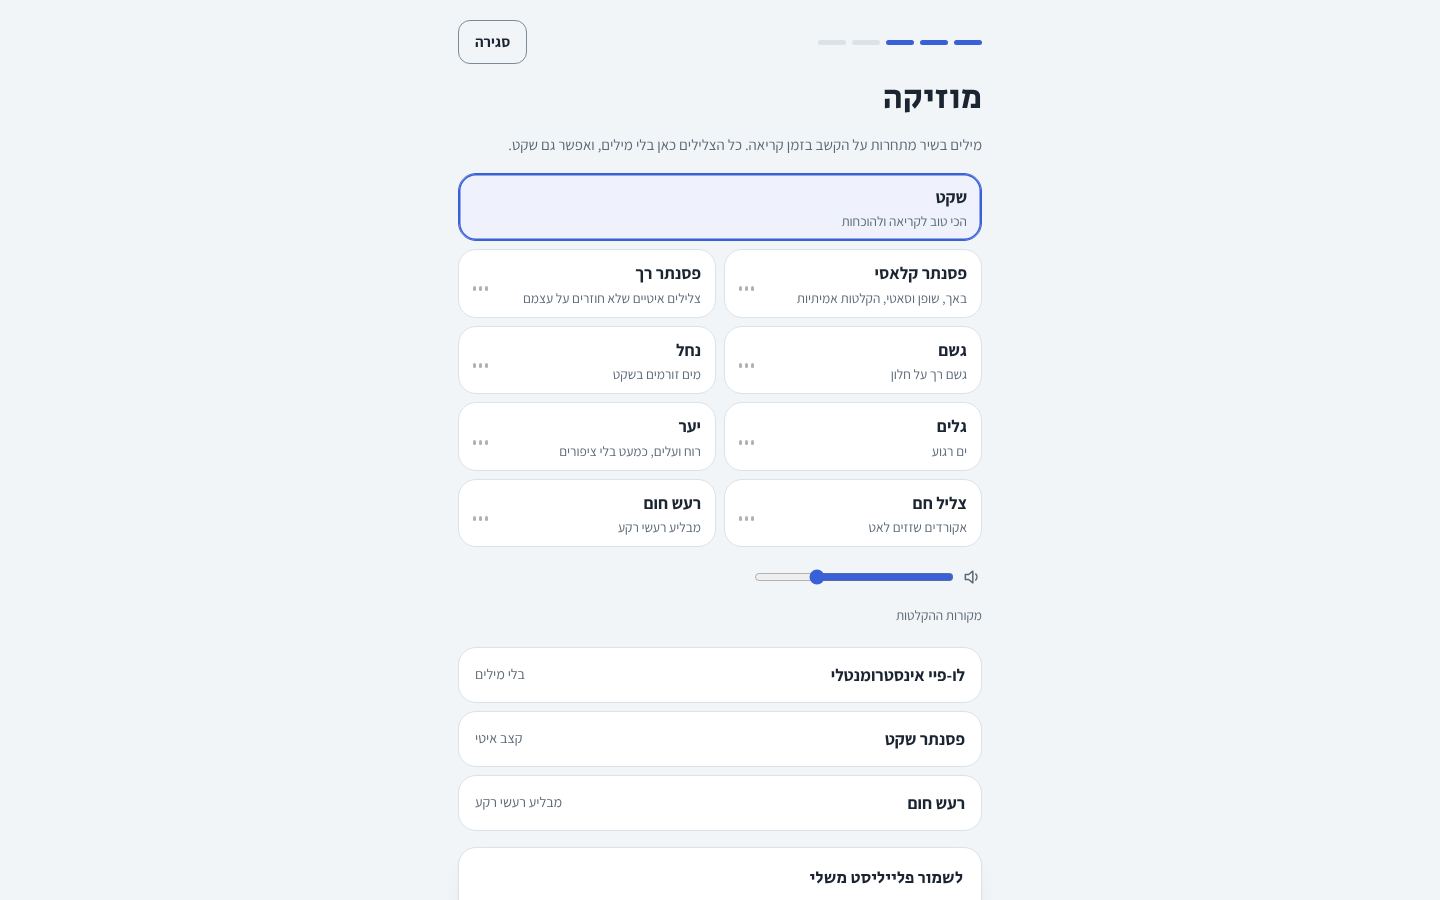 סגירה
מוזיקה
מילים בשיר מתחרות על הקשב בזמן קריאה. כל הצלילים כאן בלי מילים, ואפשר גם שקט.
שקט
הכי טוב לקריאה ולהוכחות
פסנתר קלאסי
באך, שופן וסאטי, הקלטות אמיתיות
פסנתר רך
צלילים איטיים שלא חוזרים על עצמם
גשם
גשם רך על חלון
נחל
מים זורמים בשקט
גלים
ים רגוע
יער
רוח ועלים, כמעט בלי ציפורים
צליל חם
אקורדים שזזים לאט
רעש חום
מבליע רעשי רקע
מקורות ההקלטות
לו-פיי אינסטרומנטלי
בלי מילים
פסנתר שקט
קצב איטי
רעש חום
מבליע רעשי רקע
לשמור פלייליסט משלי